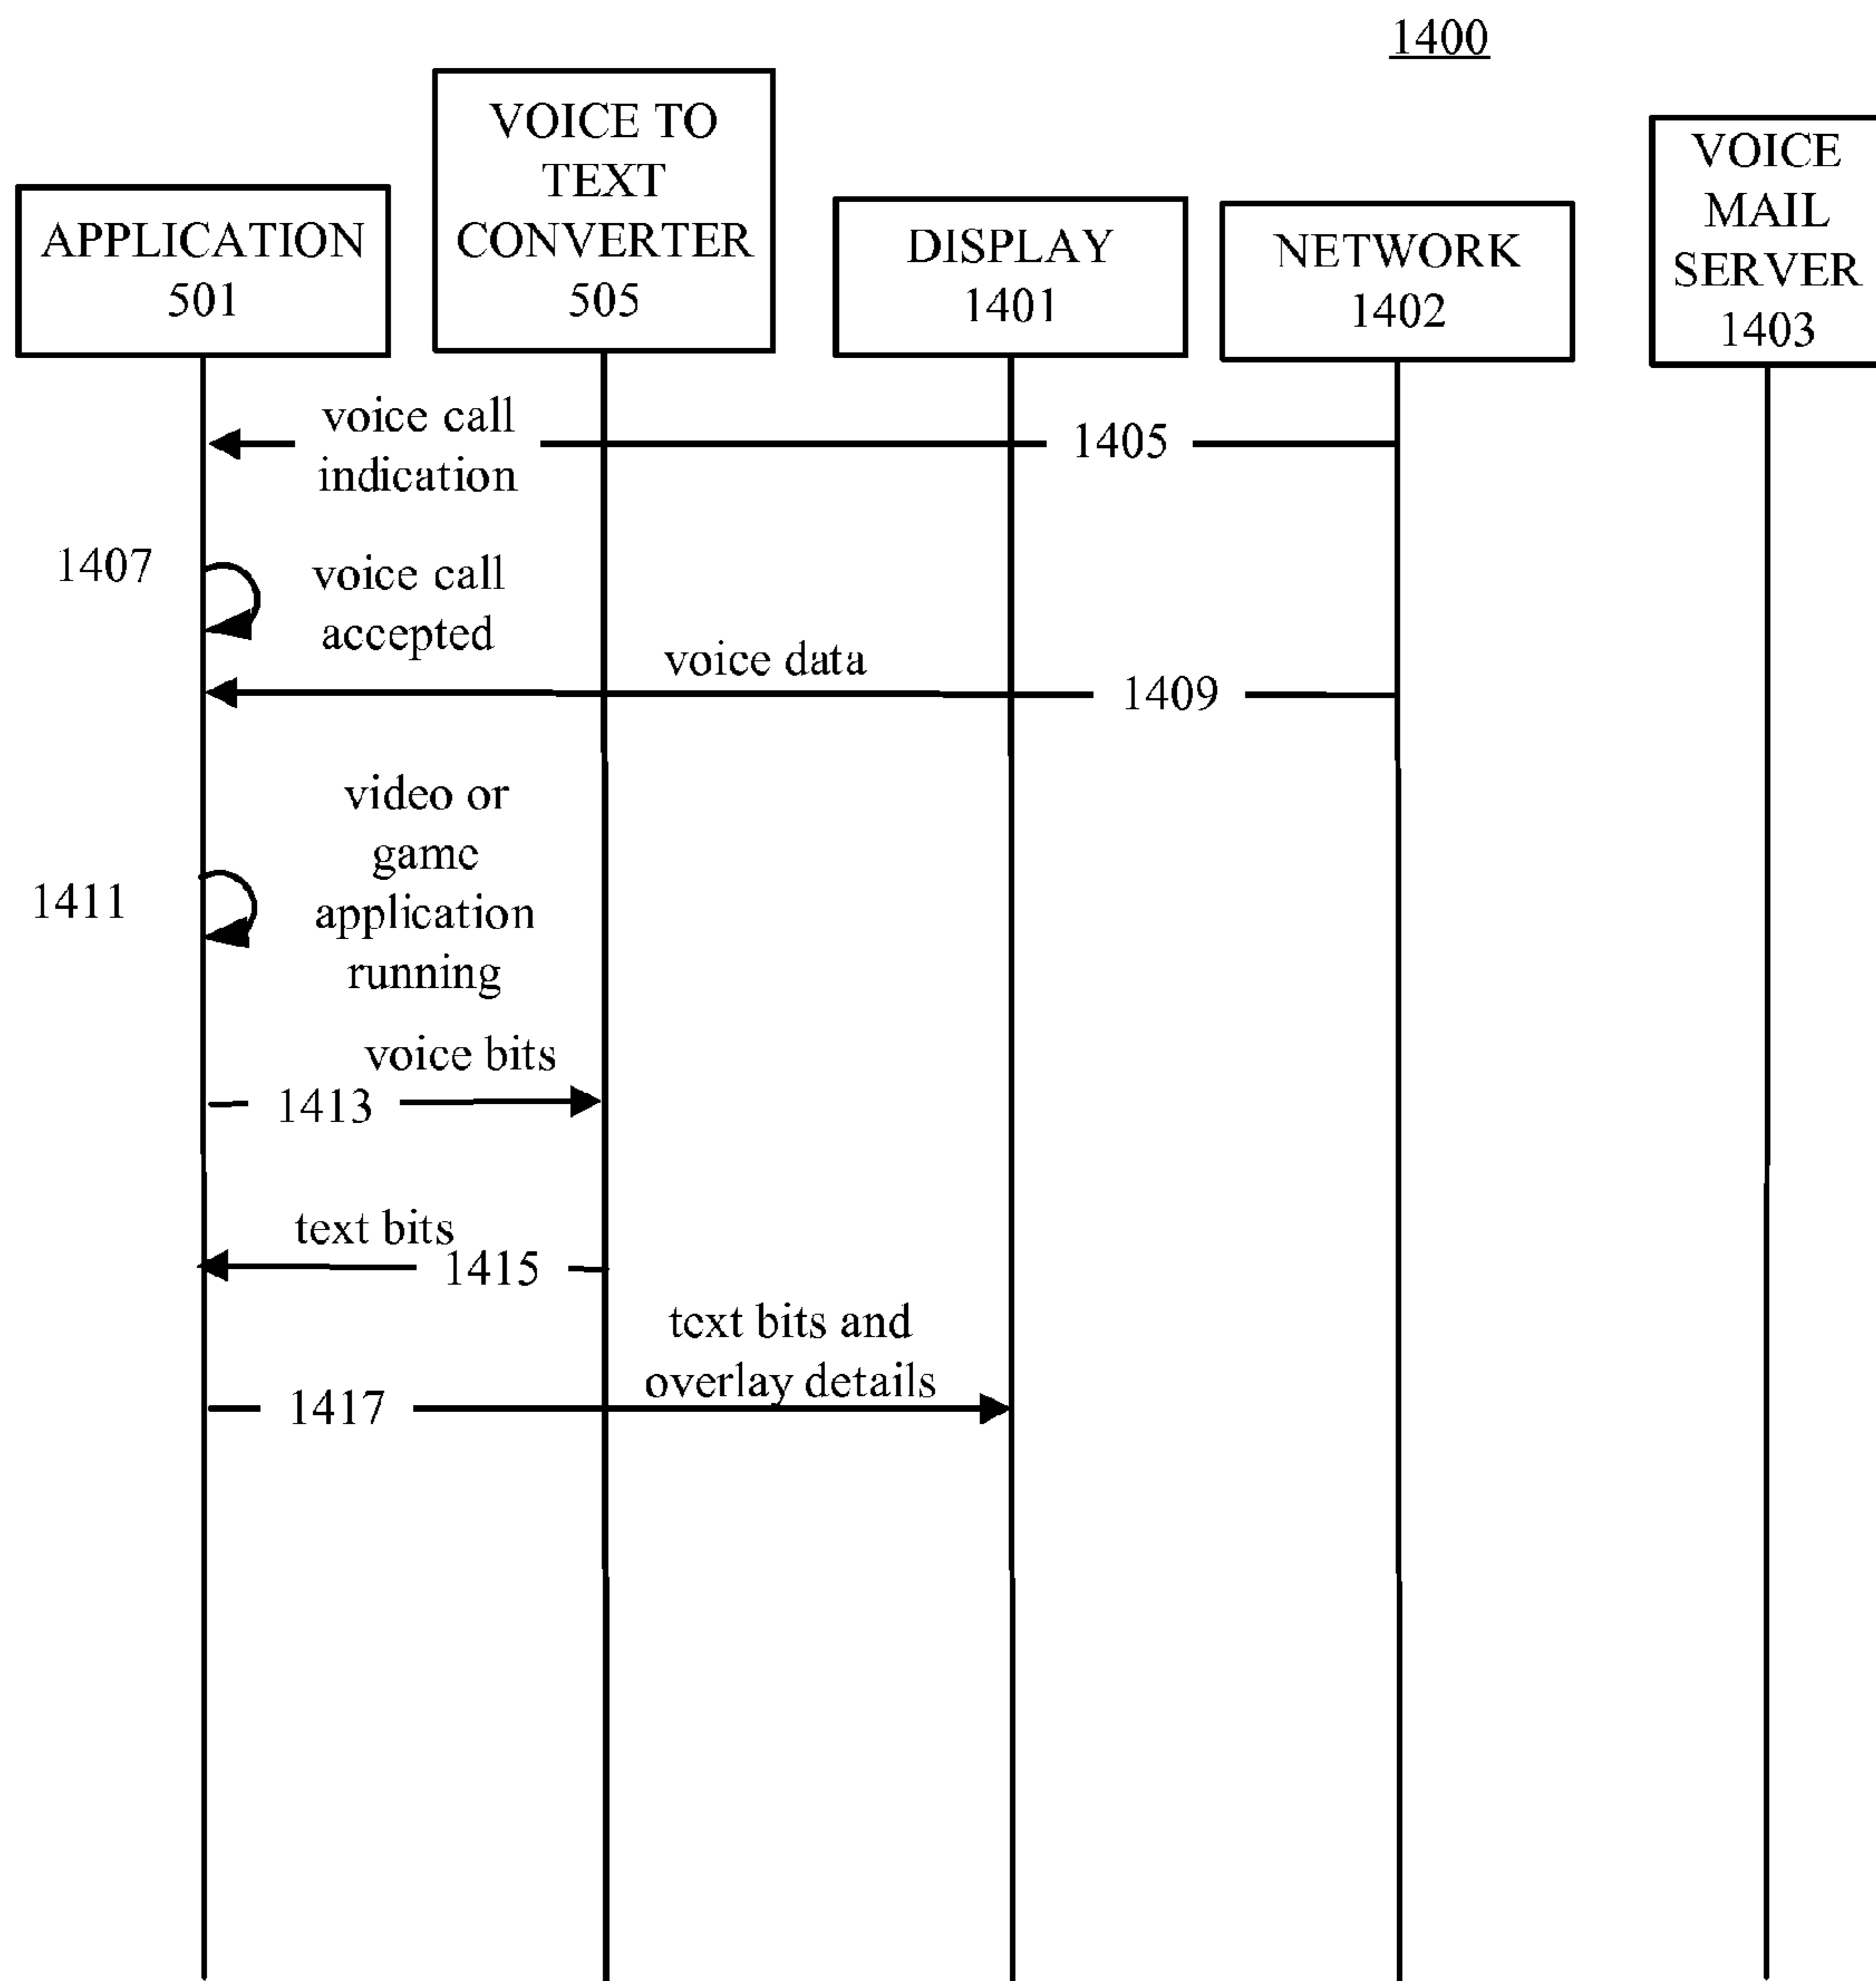 1400
APPLICATION
501
VOICE TO
TEXT
CONVERTER
505
DISPLAY
1401
NETWORK
1402
VOICE
MAIL
SERVER
1403
voice call
indication
1405
1407
voice call
accepted
voice data
1409
video or
game
application
running
1411
voice bits
1413
text bits
1415
text bits and
overlay details
1417